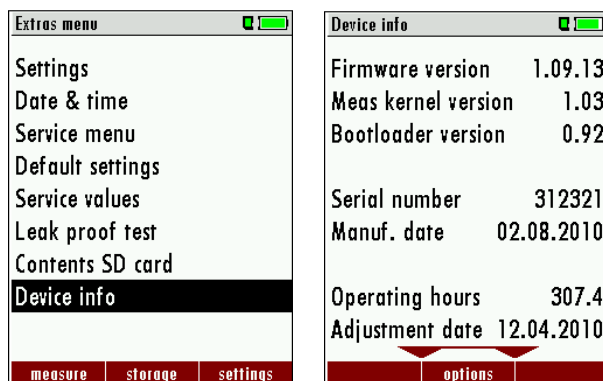 Extras menu
Settings
Date & time
Service menu
Default settings
Service values
Leak proof test
Contents SD card
Device info
measure storage settings
Device info
Firmware version 1.09.13
Meas kernel version 1.03
Bootloader version 0.92
Serial number 312321
Manuf. date 02.08.2010
Operating hours 307.4
Adjustment date 12.04.2010
options